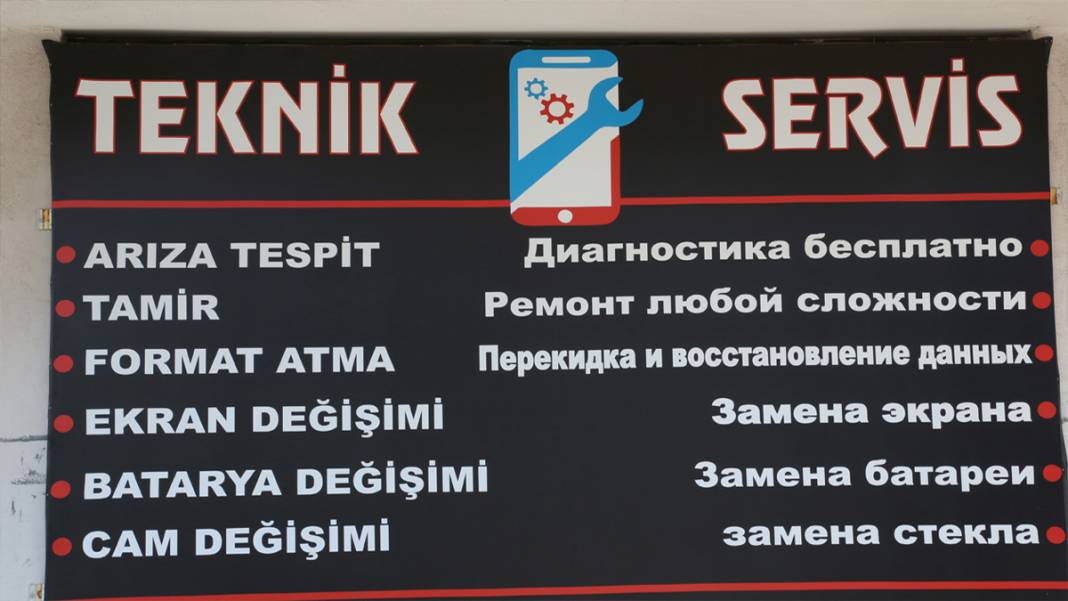 TEKNİK SERVİS
ARIZA TESPİT
Диагностика бесплатно
TAMİR
Ремонт любой сложности
FORMAT ATMA
Перекидка и восстановление данных
EKRAN DEĞİŞİMİ
Замена экрана
BATARYA DEĞİŞİMİ
Замена батареи
CAM DEĞİŞİMİ
замена стекла